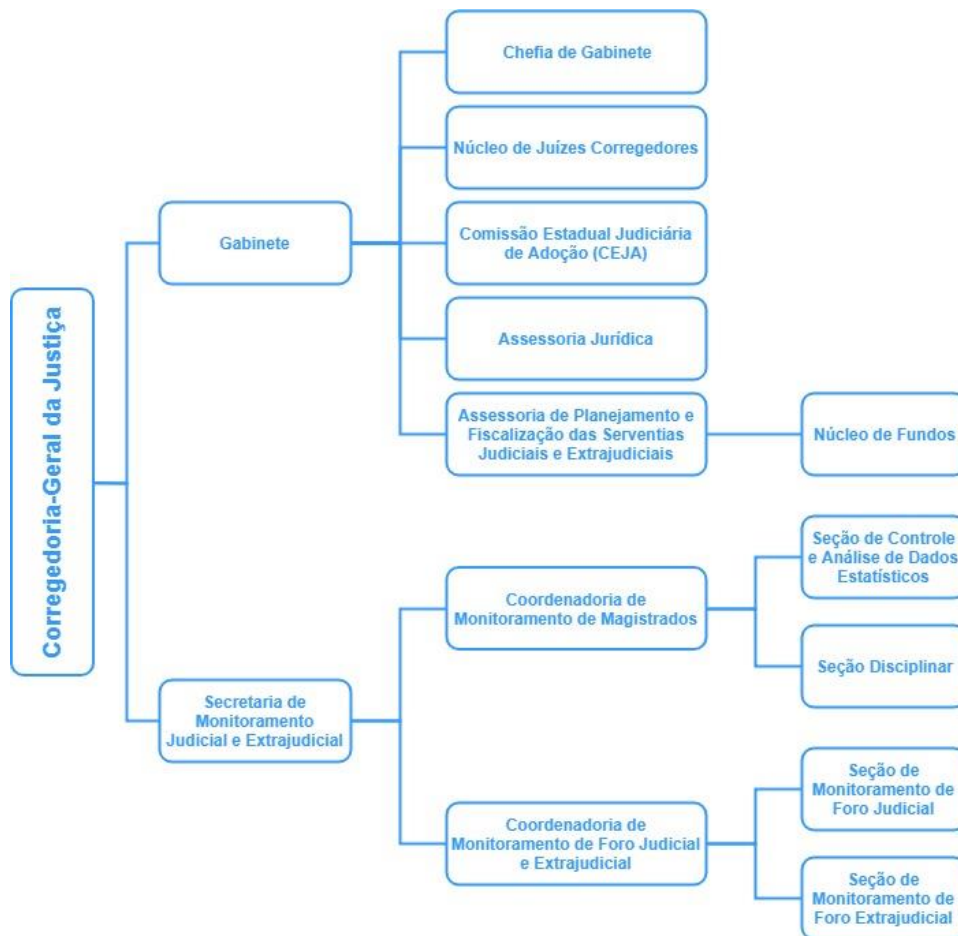 Corregedoria-Geral da Justiça
Gabinete
Chefia de Gabinete
Núcleo de Juízes Corregedores
Comissão Estadual Judiciária
de Adoção (CEJA)
Assessoria Jurídica
Assessoria de Planejamento e
Fiscalização das Serventias
Judiciais e Extrajudiciais
Núcleo de Fundos
Secretaria de
Monitoramento
Judicial e Extrajudicial
Coordenadoria de
Monitoramento de Magistrados
Seção de Controle
e Análise de Dados
Estatísticos
Seção Disciplinar
Coordenadoria de
Monitoramento de Foro Judicial
e Extrajudicial
Seção de
Monitoramento de
Foro Judicial
Seção de
Monitoramento de
Foro Extrajudicial